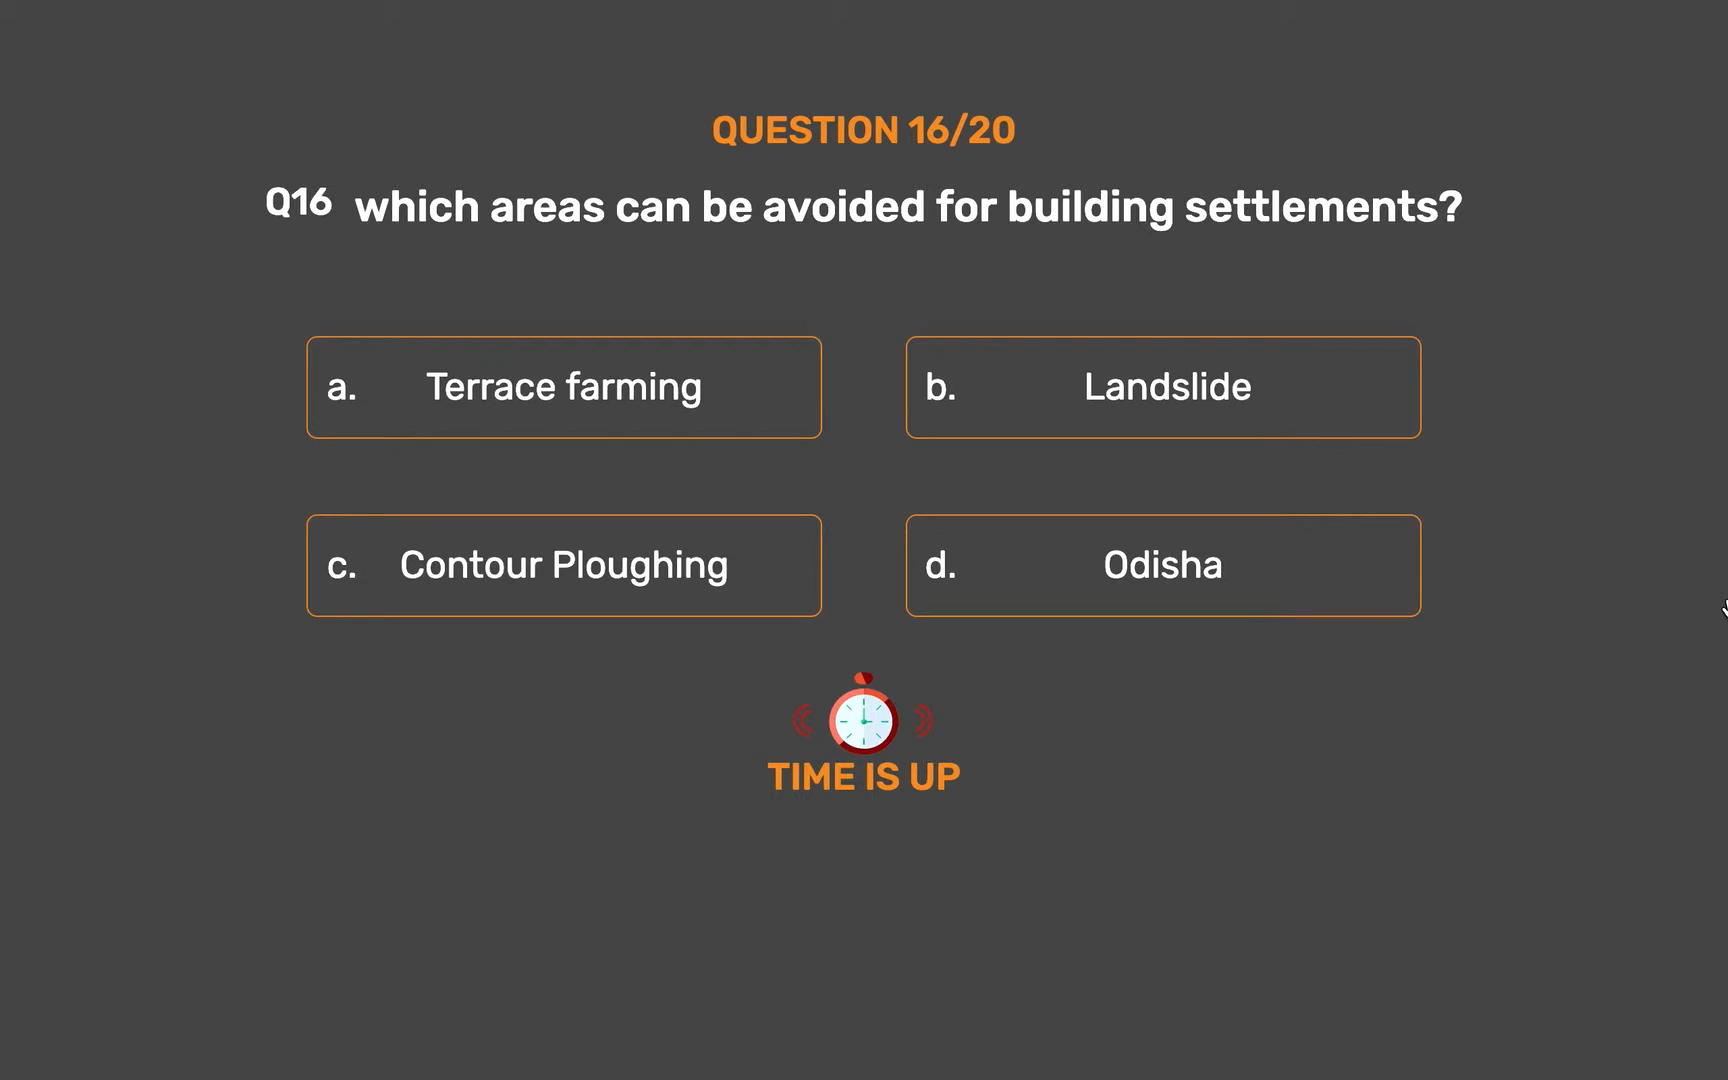 QUESTION 16/20
Q16 which areas can be avoided for building settlements?
a. Terrace farming
b. Landslide
c. Contour Ploughing
d. Odisha
TIME IS UP